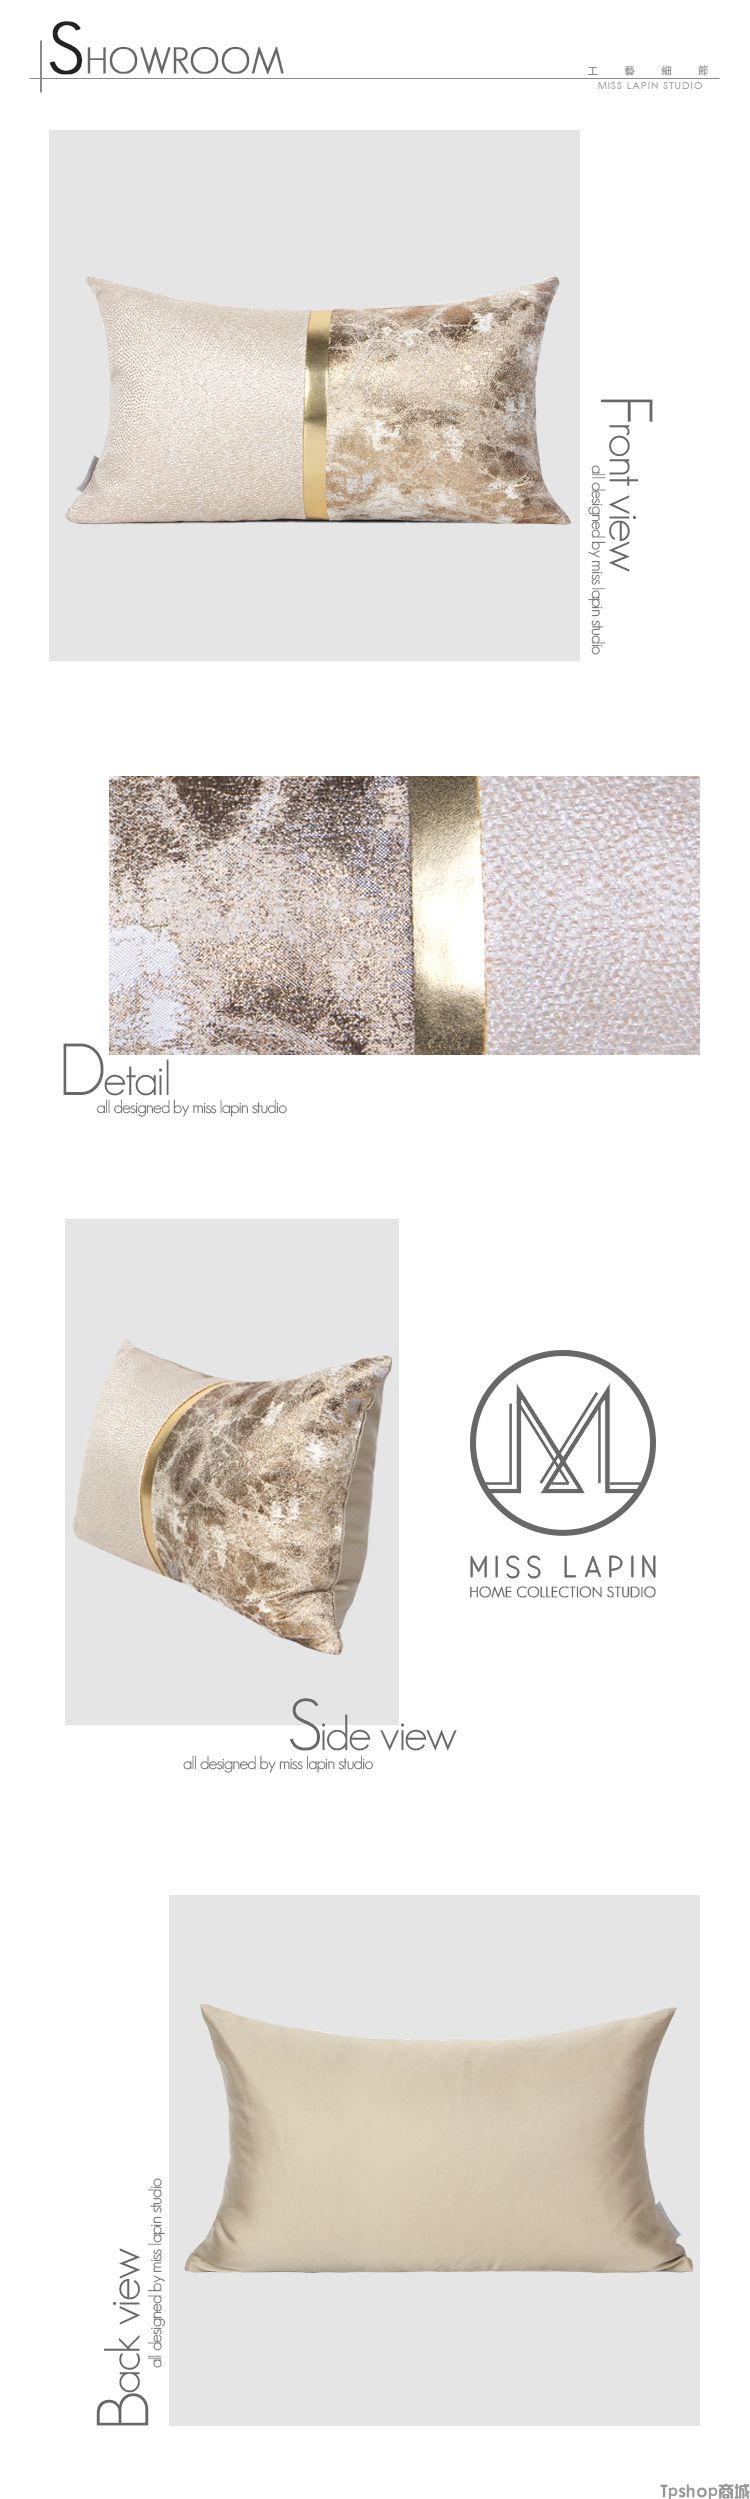 SHOWROOM
工藝細節
MISS LAPIN STUDIO
Front view
all designed by miss lapin studio
Detail
all designed by miss lapin studio
MISS LAPIN
HOME COLLECTION STUDIO
Side view
all designed by miss lapin studio
Back view
all designed by miss lapin studio
Tpshop商城